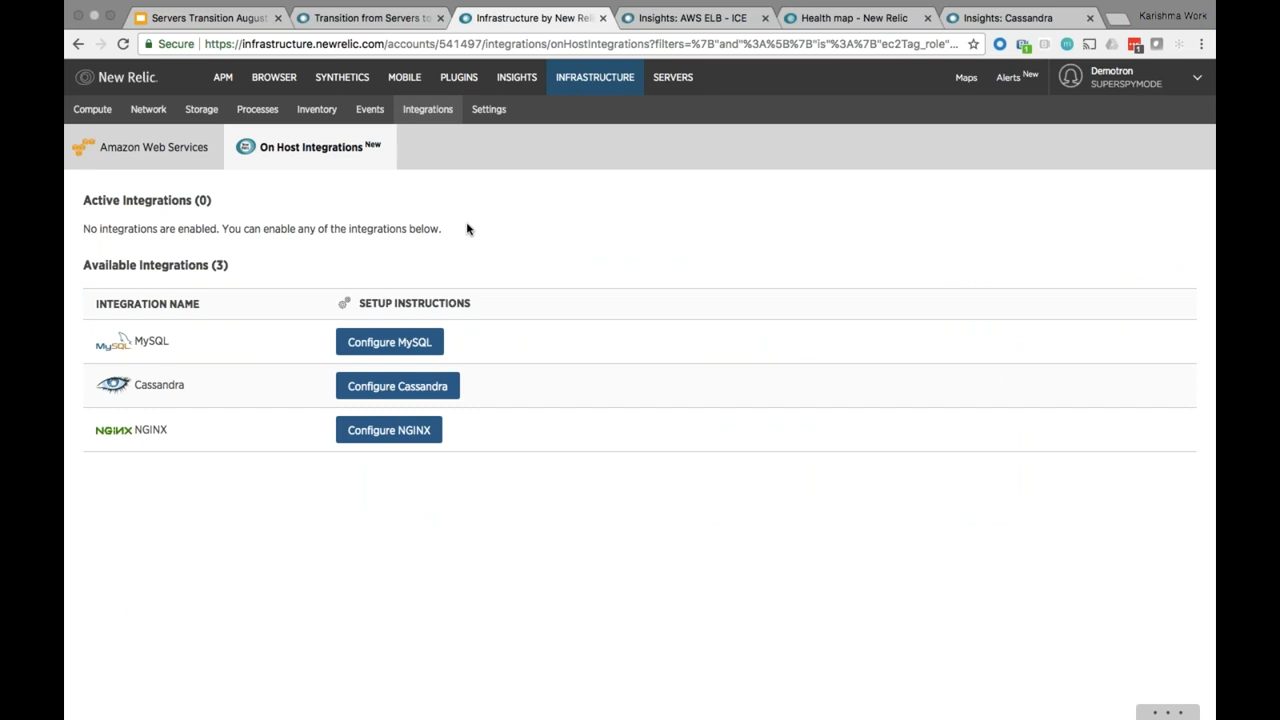 Servers Transition August
Transition from Servers to
Infrastructure by New Reli
Insights: AWS ELB - ICE
Health map - New Relic
Insights: Cassandra
Karishma Work
Secure
https://infrastructure.newrelic.com/accounts/541497/integrations/onHostIntegrations?filters=%7B"and"%3A%5B%7B"is"%3A%7B"ec2Tag_role"...
New Relic.
APM
BROWSER
SYNTHETICS
MOBILE
PLUGINS
INSIGHTS
INFRASTRUCTURE
SERVERS
Maps
Alerts New
Demotron
SUPERSPYMODE
Compute
Network
Storage
Processes
Inventory
Events
Integrations
Settings
Amazon Web Services
On Host Integrations New
Active Integrations (0)
No integrations are enabled. You can enable any of the integrations below.
Available Integrations (3)
INTEGRATION NAME
SETUP INSTRUCTIONS
MySQL MySQL
Configure MySQL
Cassandra
Configure Cassandra
NGINX NGINX
Configure NGINX